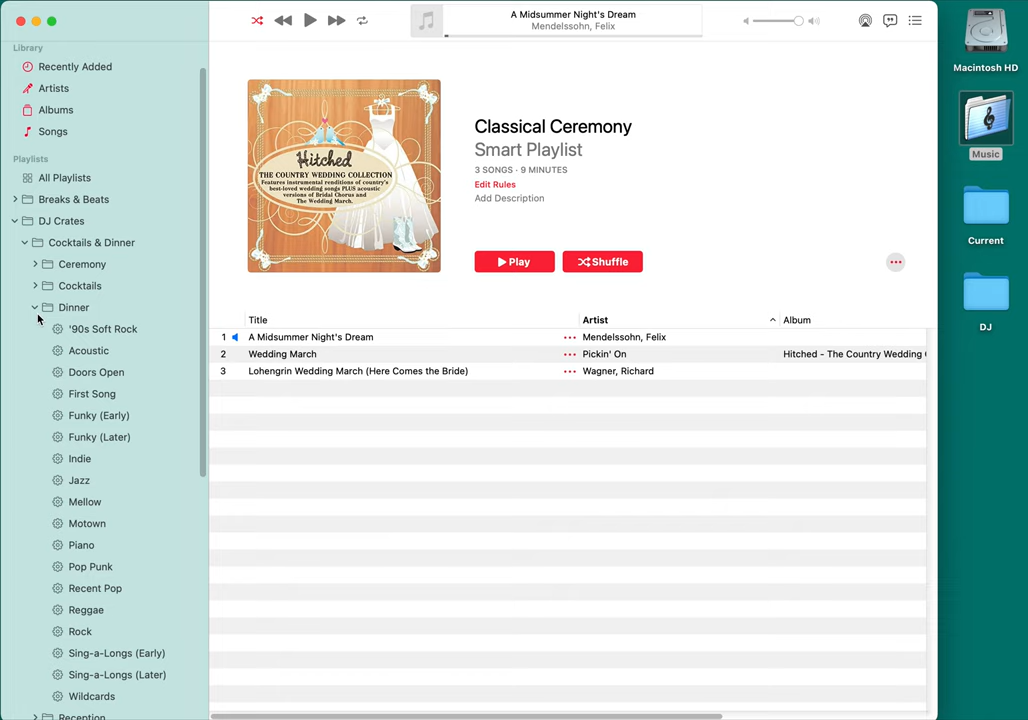 A Midsummer Night's Dream
Mendelssohn, Felix
Library
Recently Added
Artists
Albums
Songs
Playlists
All Playlists
Breaks & Beats
DJ Crates
Cocktails & Dinner
Ceremony
Cocktails
Dinner
'90s Soft Rock
Acoustic
Doors Open
First Song
Funky (Early)
Funky (Later)
Indie
Jazz
Mellow
Motown
Piano
Pop Punk
Recent Pop
Reggae
Rock
Sing-a-Longs (Early)
Sing-a-Longs (Later)
Wildcards
Reception
Hitched
THE COUNTRY WEDDING COLLECTION
Features instrumental renditions of country's
best-loved wedding songs PLUS acoustic
versions of Bridal Chorus and
The Wedding March.
Classical Ceremony
Smart Playlist
3 SONGS · 9 MINUTES
Edit Rules
Add Description
Play
Shuffle
Title Artist Album
1 A Midsummer Night's Dream Mendelssohn, Felix
2 Wedding March Pickin' On Hitched - The Country Wedding
3 Lohengrin Wedding March (Here Comes the Bride) Wagner, Richard
Macintosh HD
Music
Current
DJ